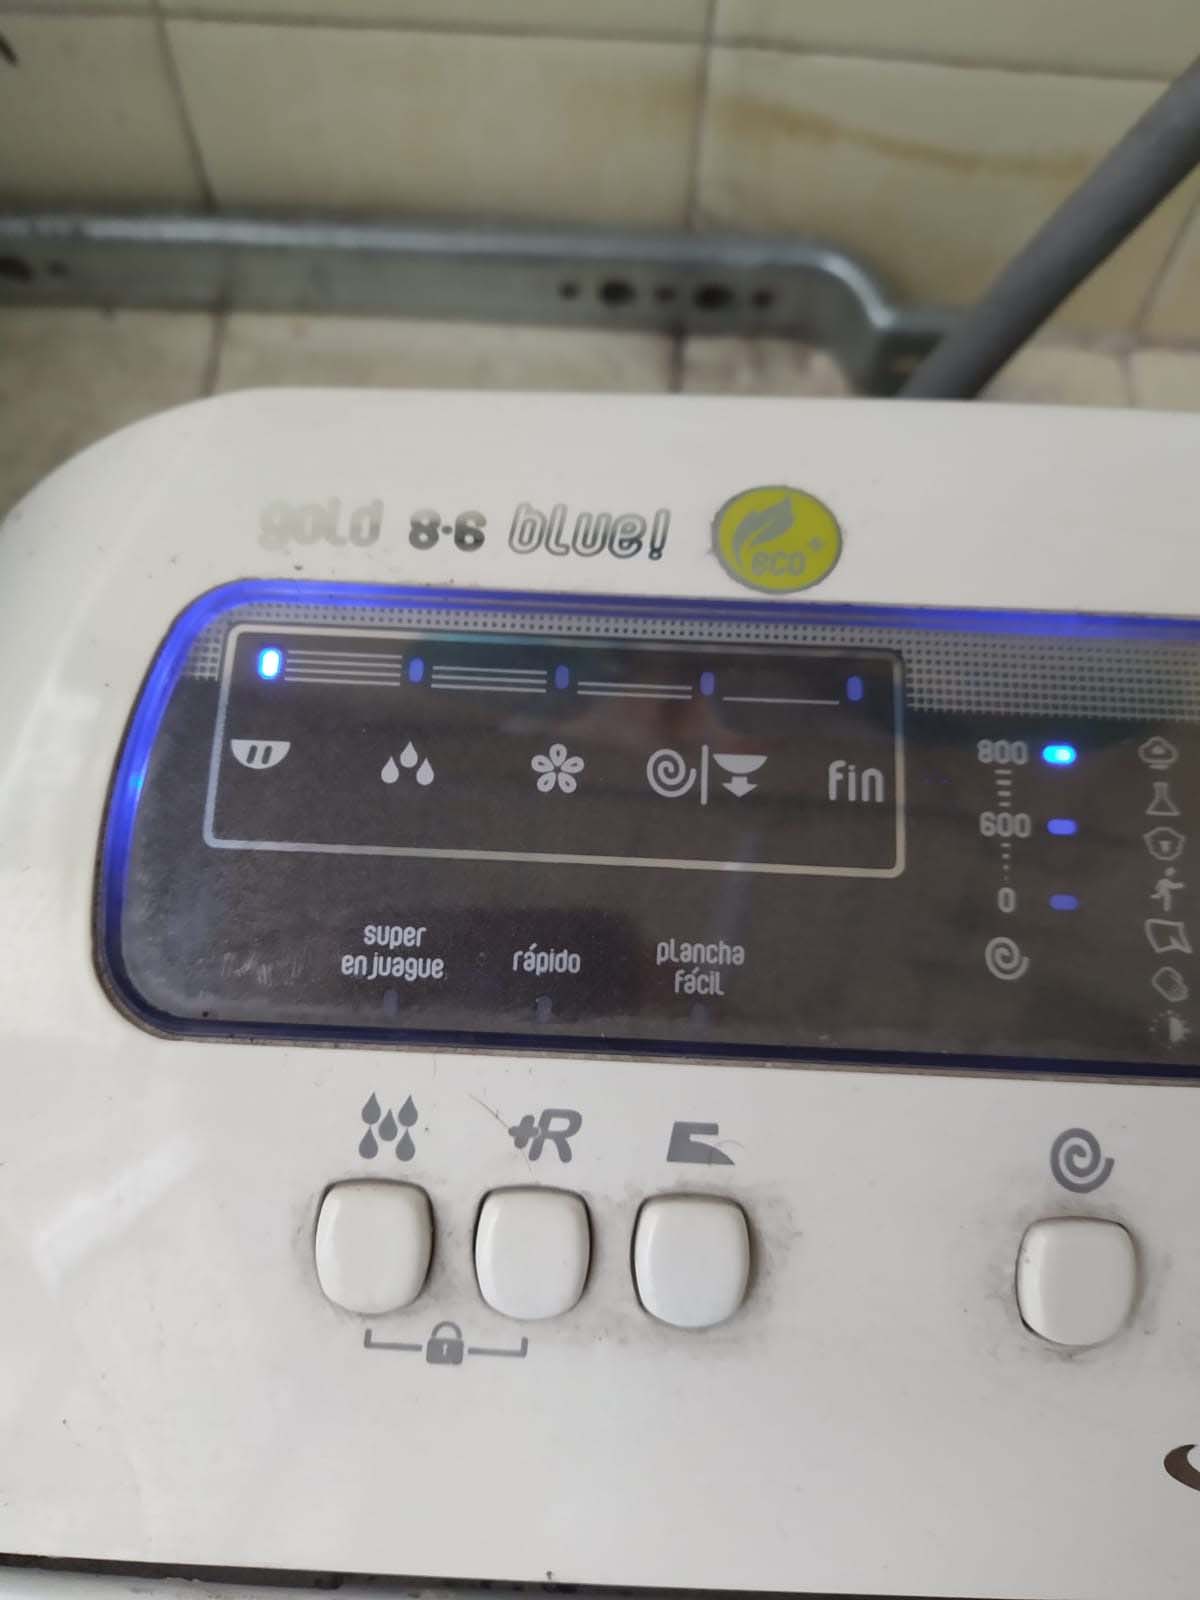 gold 8.6 blue!
eco+
fin
800
600
0
super
enjuague
rápido
plancha
fácil
+R